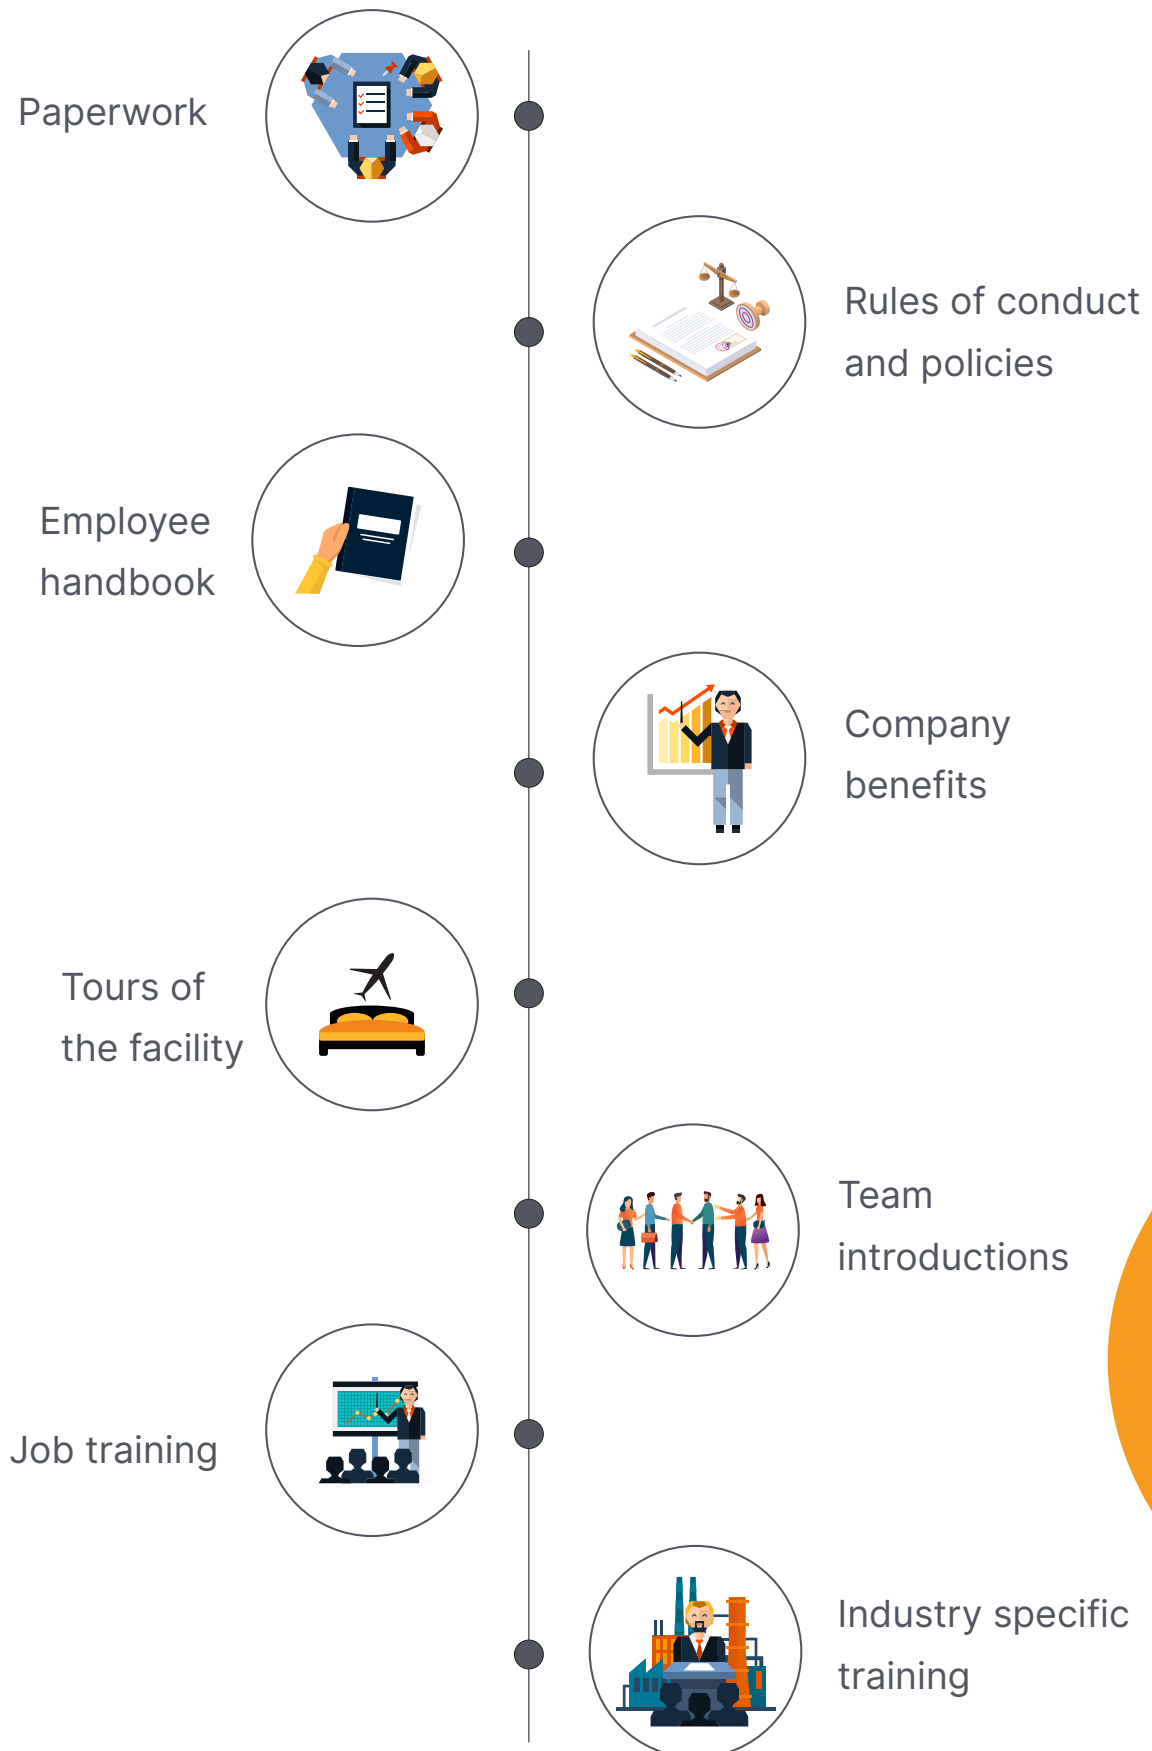 Paperwork
Rules of conduct
and policies
Employee
handbook
Company
benefits
Tours of
the facility
Team
introductions
Job training
Industry specific
training